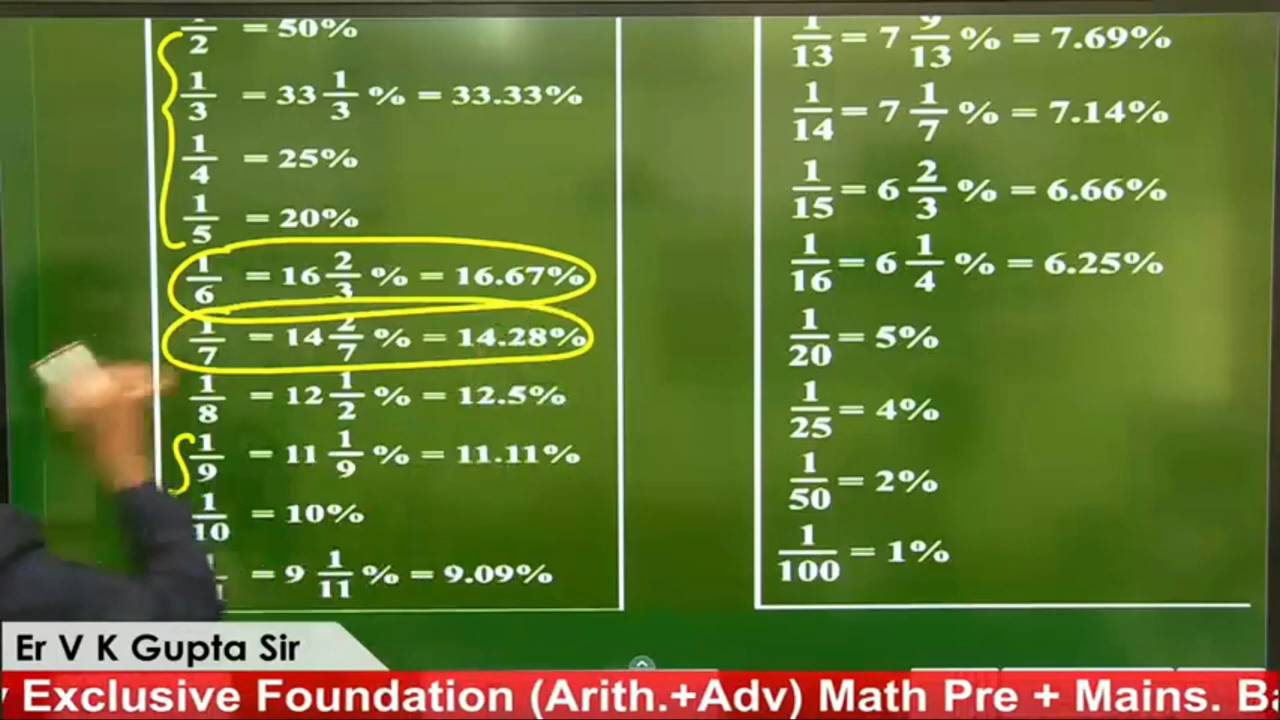 1/2 = 50%
1/3 = 33 1/3 % = 33.33%
1/4 = 25%
1/5 = 20%
1/6 = 16 2/3 % = 16.67%
1/7 = 14 2/7 % = 14.28%
1/8 = 12 1/2 % = 12.5%
1/9 = 11 1/9 % = 11.11%
1/10 = 10%
= 9 1/11 % = 9.09%
1/13 = 7 9/13 % = 7.69%
1/14 = 7 1/7 % = 7.14%
1/15 = 6 2/3 % = 6.66%
1/16 = 6 1/4 % = 6.25%
1/20 = 5%
1/25 = 4%
1/50 = 2%
1/100 = 1%
Er V K Gupta Sir
Exclusive Foundation (Arith.+Adv) Math Pre + Mains.